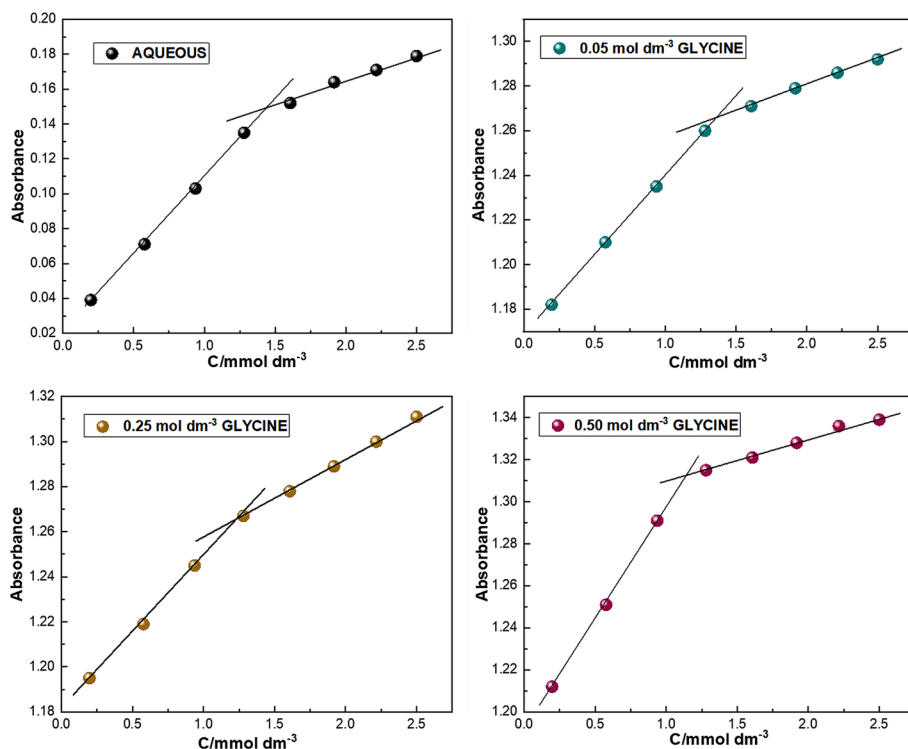 AQUEOUS
Absorbance
0.20
0.18
0.16
0.14
0.12
0.10
0.08
0.06
0.04
0.02
0.0 0.5 1.0 1.5 2.0 2.5
C/mmol dm⁻³
0.05 mol dm⁻³ GLYCINE
Absorbance
1.30
1.28
1.26
1.24
1.22
1.20
1.18
0.0 0.5 1.0 1.5 2.0 2.5
C/mmol dm⁻³
0.25 mol dm⁻³ GLYCINE
Absorbance
1.32
1.30
1.28
1.26
1.24
1.22
1.20
1.18
0.0 0.5 1.0 1.5 2.0 2.5
C/mmol dm⁻³
0.50 mol dm⁻³ GLYCINE
Absorbance
1.34
1.32
1.30
1.28
1.26
1.24
1.22
1.20
0.0 0.5 1.0 1.5 2.0 2.5
C/mmol dm⁻³